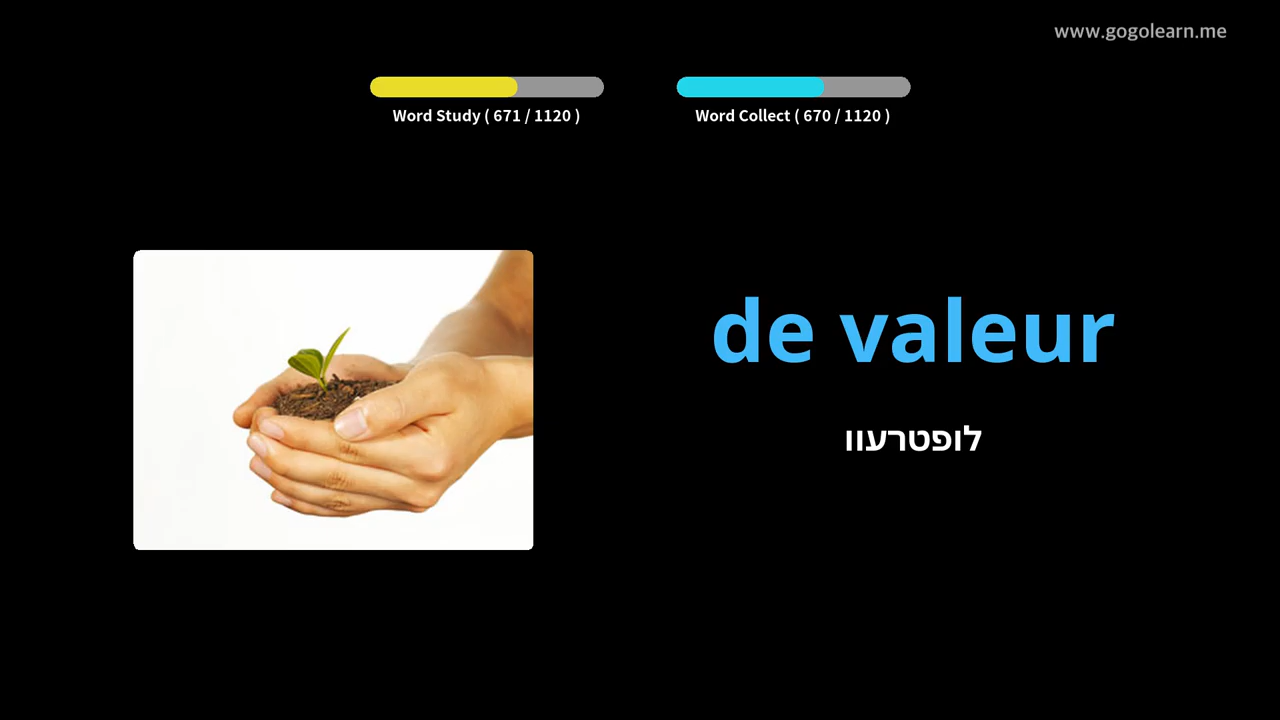 www.gogolearn.me
Word Study ( 671 / 1120 )
Word Collect ( 670 / 1120 )
de valeur
לופטרעוו